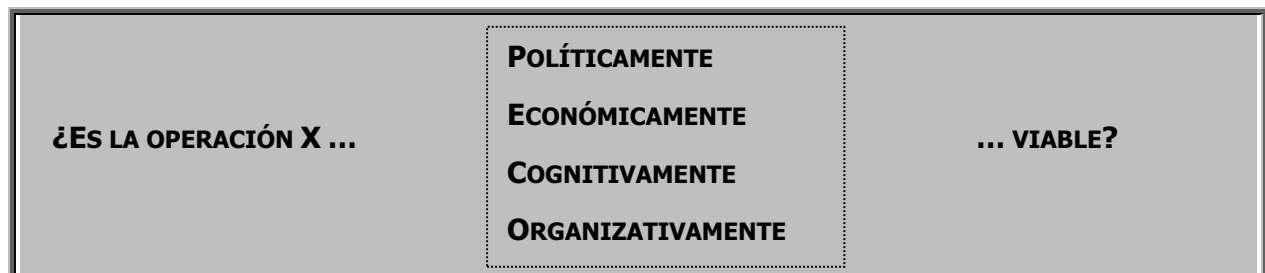 ¿ES LA OPERACIÓN X ...
POLÍTICAMENTE
ECONÓMICAMENTE
COGNITIVAMENTE
ORGANIZATIVAMENTE
... VIABLE?